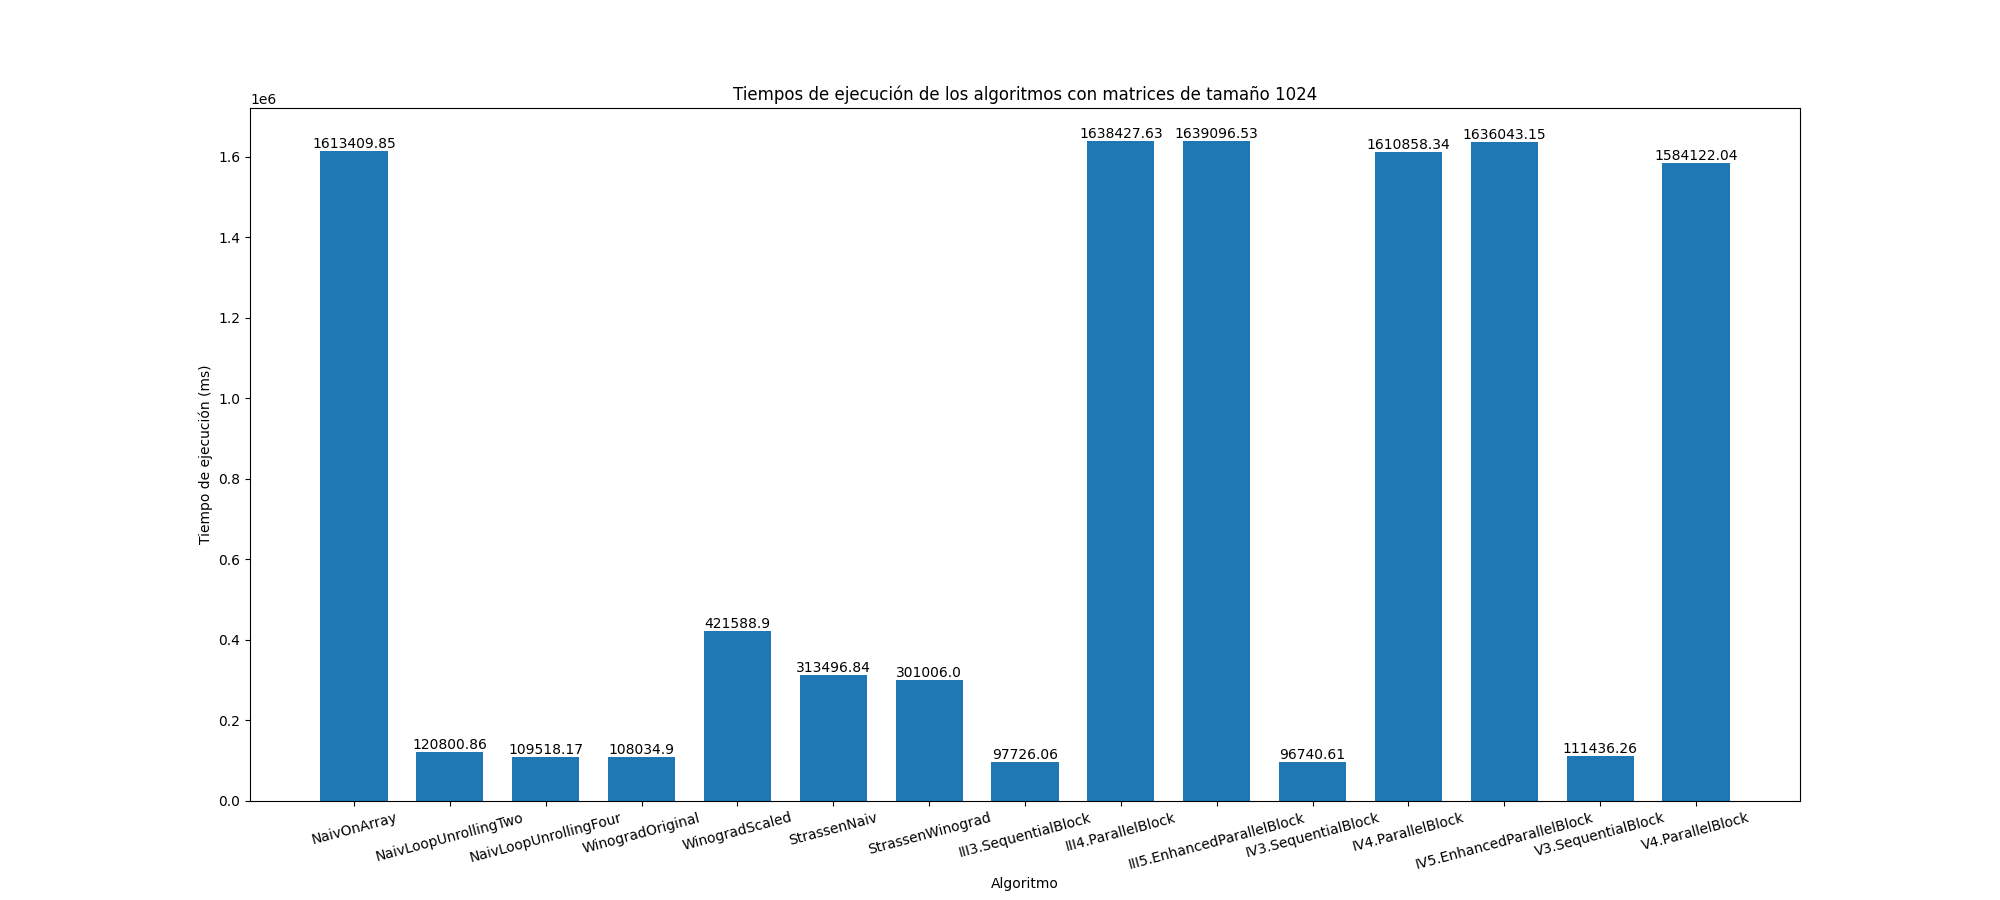 Tiempos de ejecución de los algoritmos con matrices de tamaño 1024
1e6
Tiempo de ejecución (ms)
1.6
1.4
1.2
1.0
0.8
0.6
0.4
0.2
0.0
1613409.85
120800.86
109518.17
108034.9
421588.9
313496.84
301006.0
97726.06
1638427.63
1639096.53
96740.61
1610858.34
1636043.15
111436.26
1584122.04
NaivOnArray
NaivLoopUnrollingTwo
NaivLoopUnrollingFour
WinogradOriginal
WinogradScaled
StrassenNaiv
StrassenWinograd
III3.SequentialBlock
III4.ParallelBlock
III5.EnhancedParallelBlock
IV3.SequentialBlock
IV4.ParallelBlock
IV5.EnhancedParallelBlock
V3.SequentialBlock
V4.ParallelBlock
Algoritmo